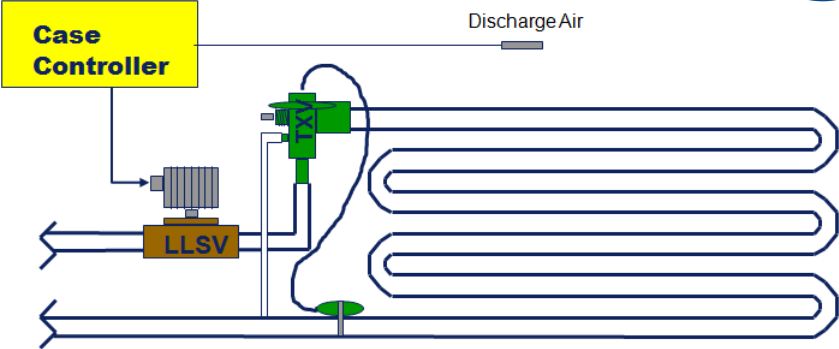 Discharge Air
Case
Controller
TXV
LLSV